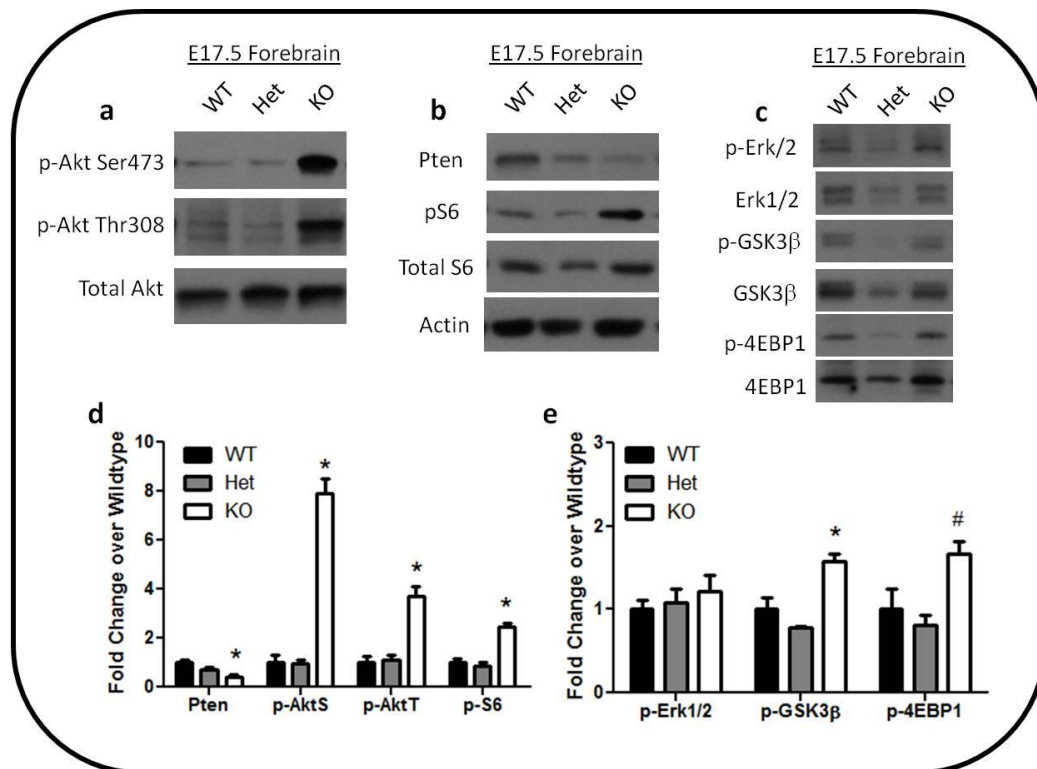 E17.5 Forebrain
a
WT Het KO
p-Akt Ser473
p-Akt Thr308
Total Akt
E17.5 Forebrain
b
WT Het KO
Pten
pS6
Total S6
Actin
E17.5 Forebrain
c
WT Het KO
p-Erk/2
Erk1/2
p-GSK3β
GSK3β
p-4EBP1
4EBP1
d
Fold Change over Wildtype
10
8
6
4
2
0
WT
Het
KO
*
*
*
*
Pten p-AktS p-AktT p-S6
e
Fold Change over Wildtype
3
2
1
0
WT
Het
KO
*
#
p-Erk1/2 p-GSK3β p-4EBP1